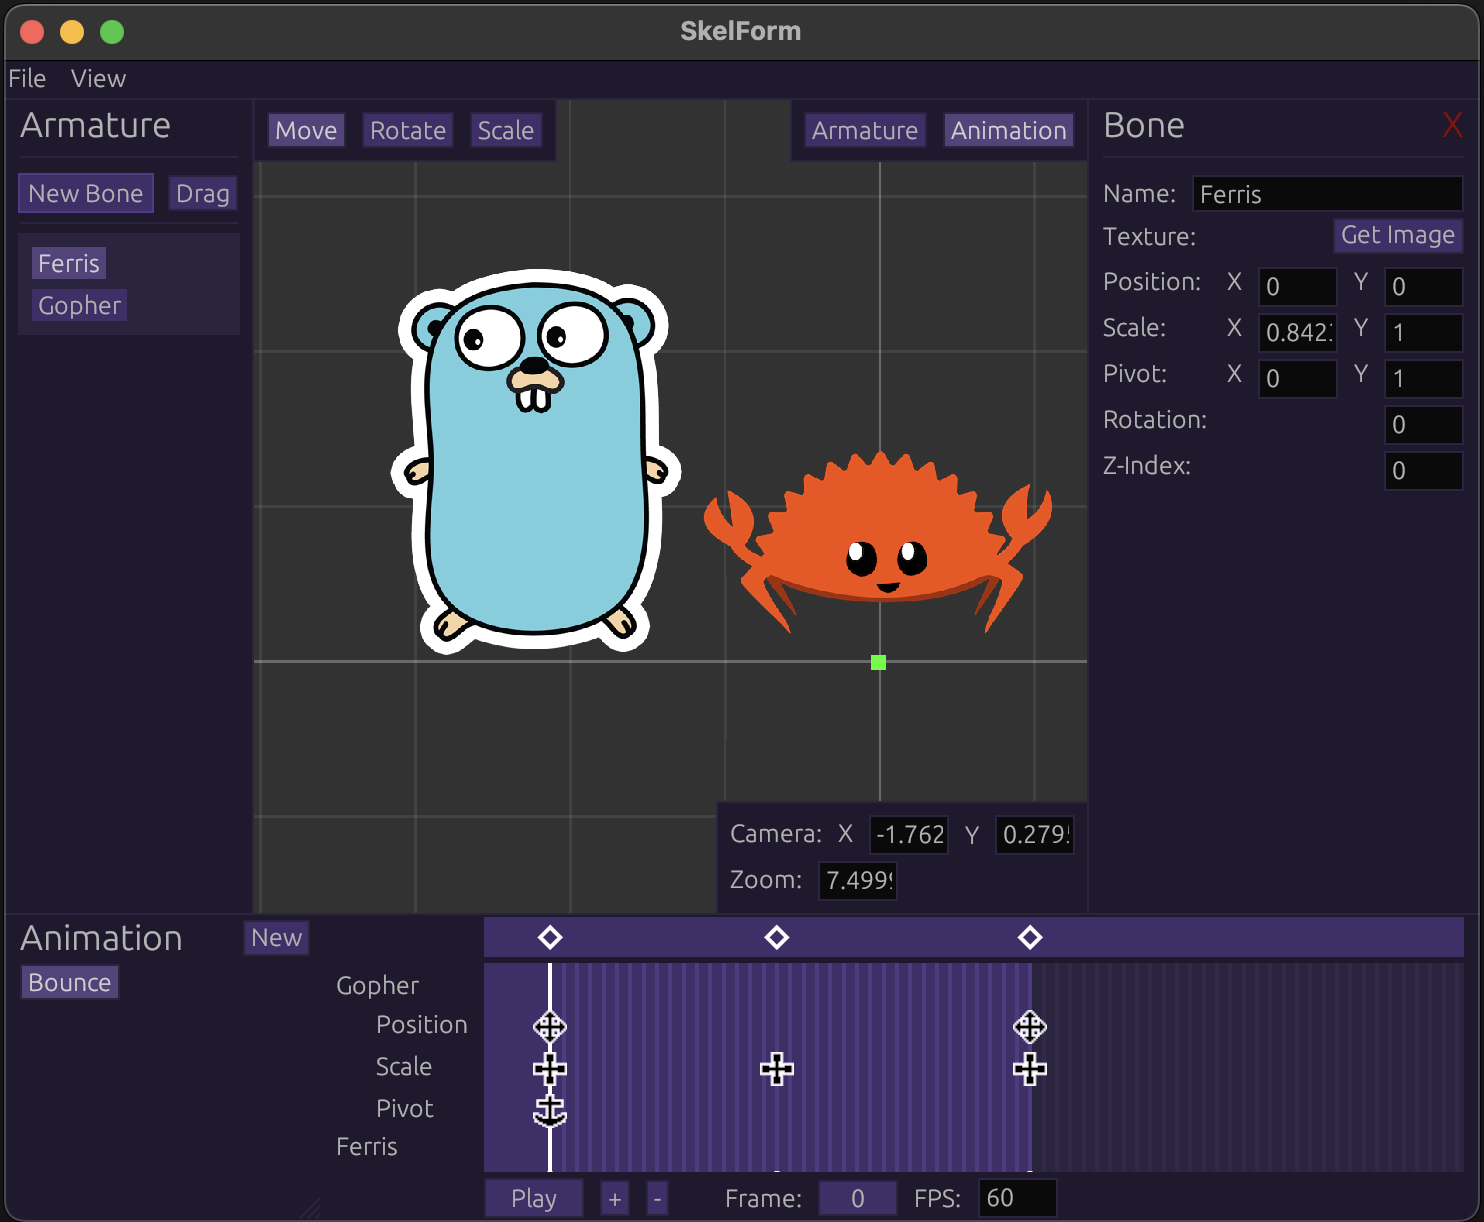 SkelForm
File View
Armature
New Bone Drag
Ferris
Gopher
Move Rotate Scale
Armature Animation
Bone X
Name: Ferris
Texture: Get Image
Position: X 0 Y 0
Scale: X 0.842 Y 1
Pivot: X 0 Y 1
Rotation: 0
Z-Index: 0
Camera: X -1.762 Y 0.279
Zoom: 7.499
Animation New
Bounce
Gopher
Position
Scale
Pivot
Ferris
Play + - Frame: 0 FPS: 60